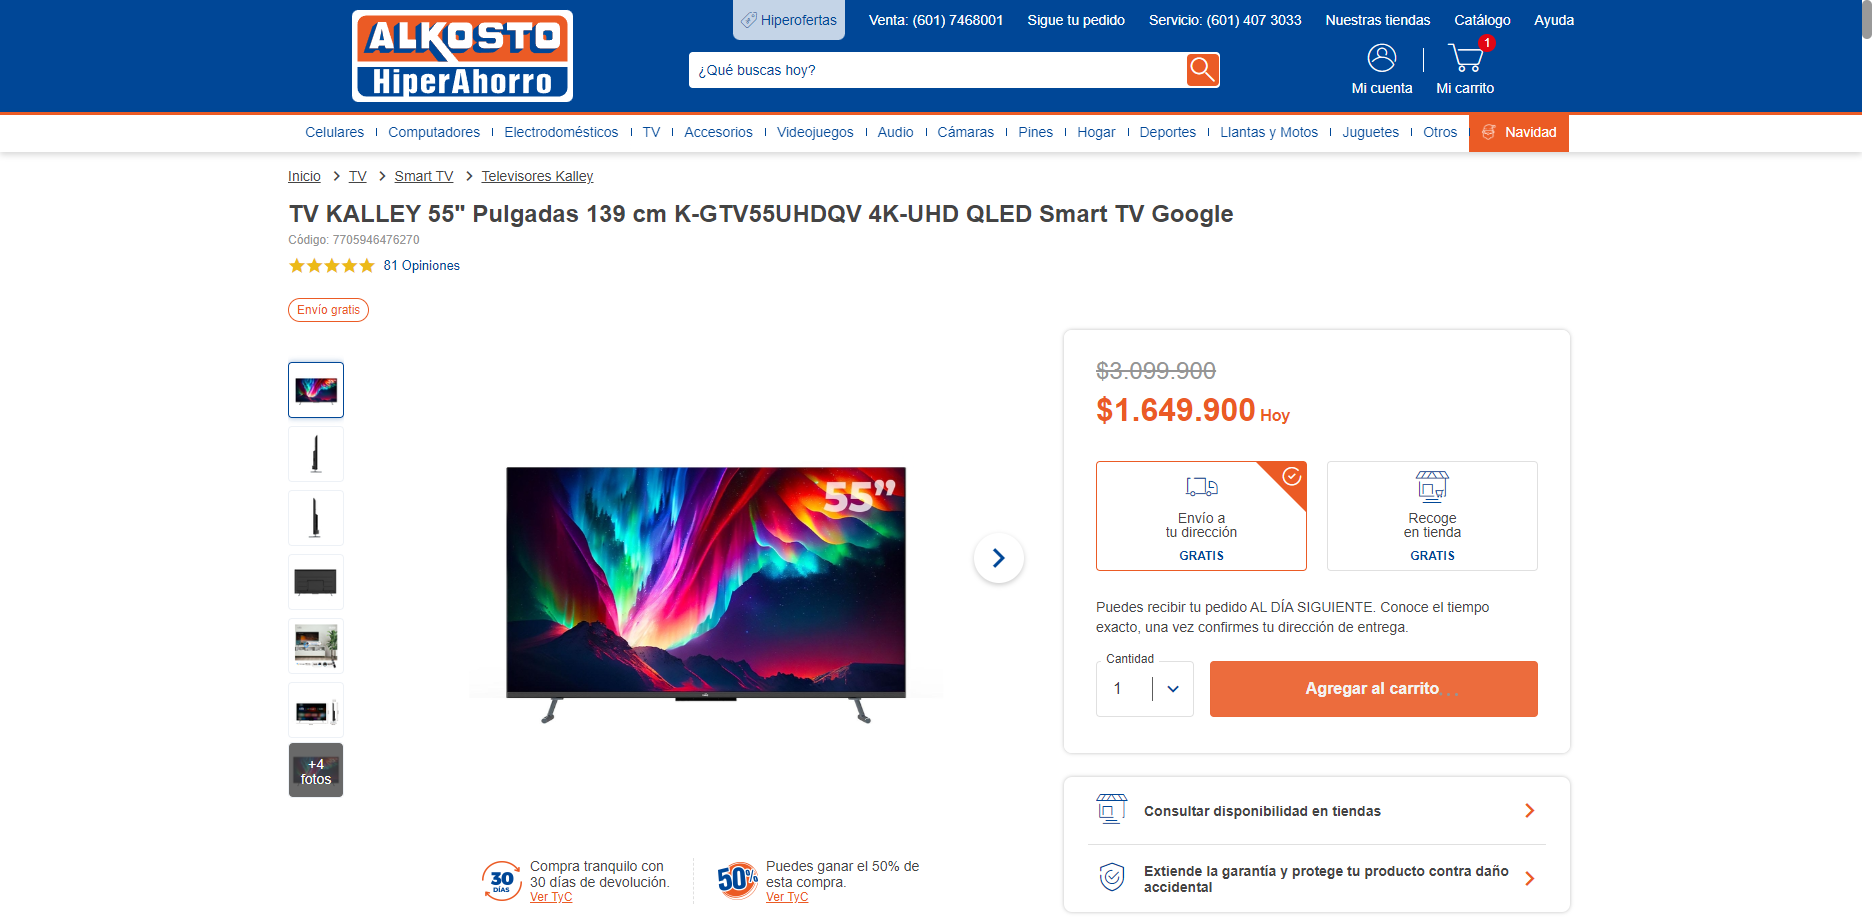 ALKOSTO
HiperAhorro
Hiperofertas
Venta: (601) 7468001
Sigue tu pedido
Servicio: (601) 407 3033
Nuestras tiendas
Catálogo
Ayuda
¿Qué buscas hoy?
Mi cuenta
1
Mi carrito
Celulares
Computadores
Electrodomésticos
TV
Accesorios
Videojuegos
Audio
Cámaras
Pines
Hogar
Deportes
Llantas y Motos
Juguetes
Otros
Navidad
Inicio > TV > Smart TV > Televisores Kalley
TV KALLEY 55" Pulgadas 139 cm K-GTV55UHDQV 4K-UHD QLED Smart TV Google
Código: 7705946476270
81 Opiniones
Envío gratis
+4
fotos
55”
$3.099.900
$1.649.900 Hoy
Envío a
tu dirección
GRATIS
Recoge
en tienda
GRATIS
Puedes recibir tu pedido AL DÍA SIGUIENTE. Conoce el tiempo
exacto, una vez confirmes tu dirección de entrega.
Cantidad
1
Agregar al carrito
Consultar disponibilidad en tiendas
Extiende la garantía y protege tu producto contra daño
accidental
30
DÍAS
Compra tranquilo con
30 días de devolución.
Ver TyC
50%
Puedes ganar el 50% de
esta compra.
Ver TyC